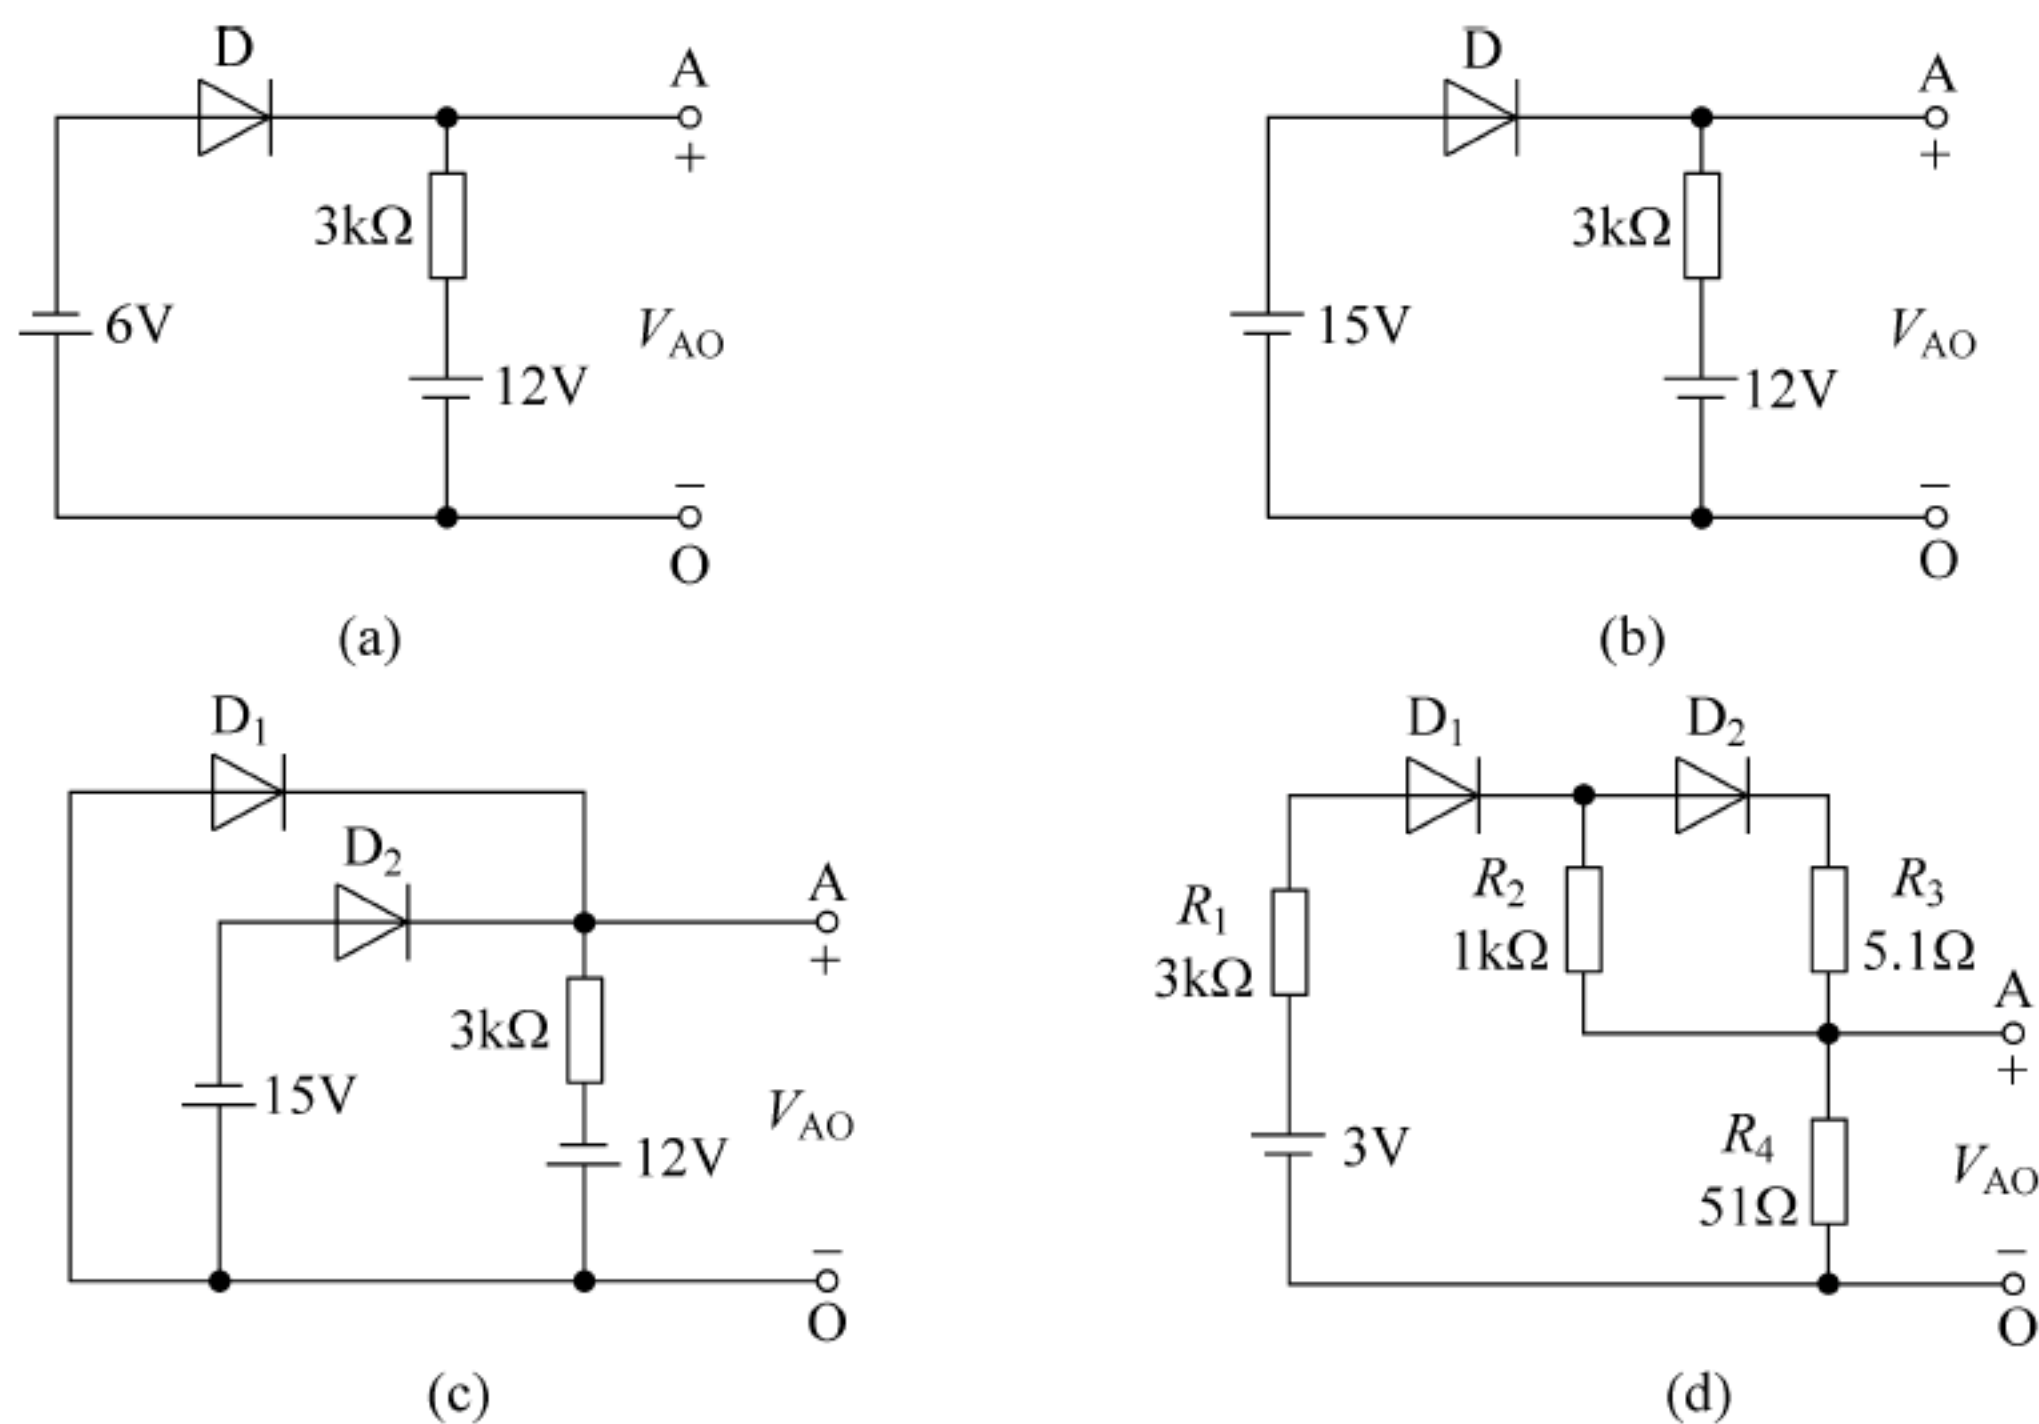 D
A
+
3kΩ
6V
12V
V_AO
−
O
(a)
D
A
+
3kΩ
15V
12V
V_AO
−
O
(b)
D₁
D₂
A
+
3kΩ
15V
12V
V_AO
−
O
(c)
D₁
D₂
R₁
3kΩ
R₂
1kΩ
R₃
5.1Ω
A
+
3V
R₄
51Ω
V_AO
−
O
(d)